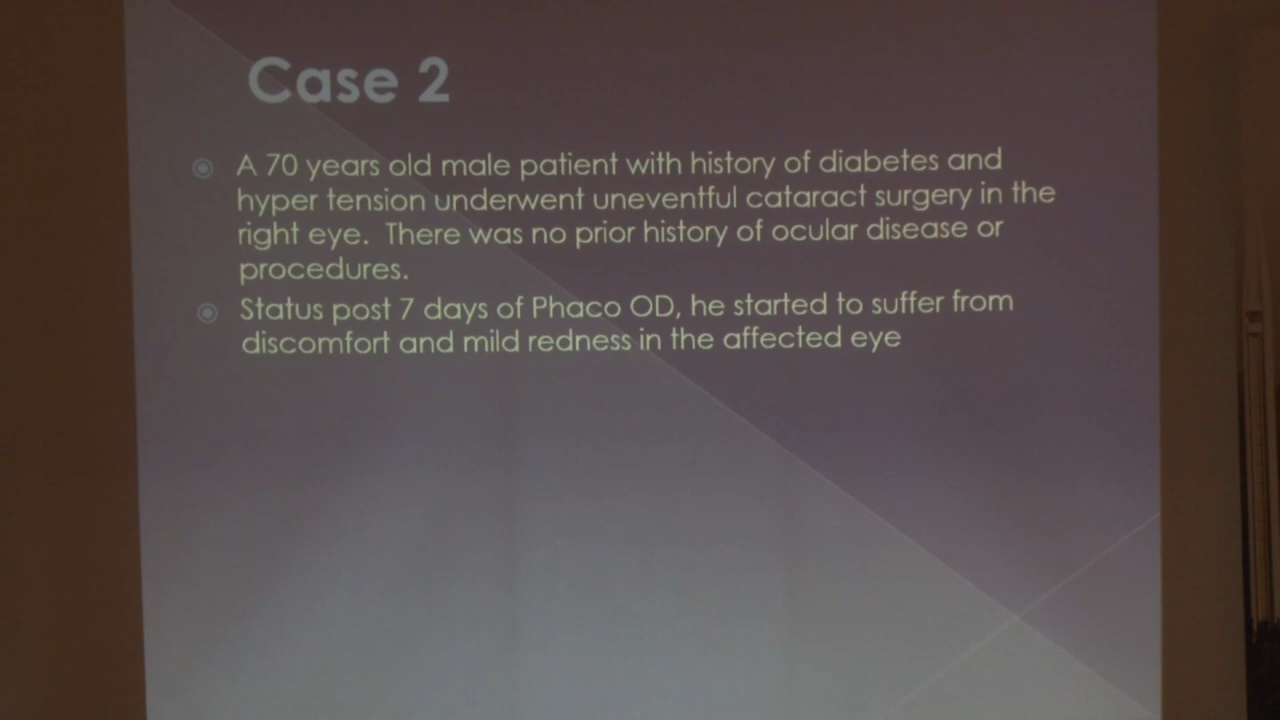 Case 2
A 70 years old male patient with history of diabetes and
hyper tension underwent uneventful cataract surgery in the
right eye.  There was no prior history of ocular disease or
procedures.
Status post 7 days of Phaco OD, he started to suffer from
discomfort and mild redness in the affected eye